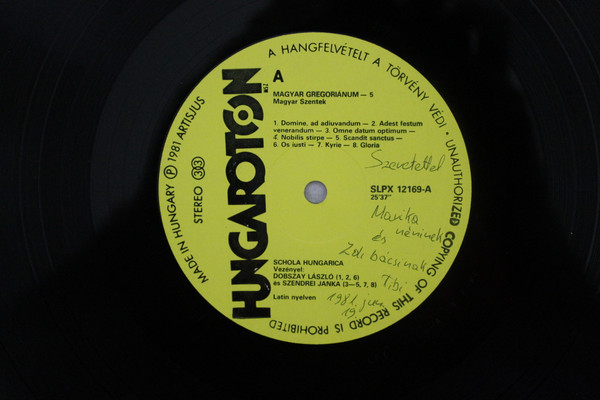 A HANGFELVÉTELT A TÖRVÉNY VÉDI · UNAUTHORIZED COPYING OF THIS RECORD IS PROHIBITED
MADE IN HUNGARY Ⓟ 1981 ARTISJUS
STEREO 33
HUNGAROTON
A
MAGYAR GREGORIÁNUM — 5
Magyar Szentek
1. Domine, ad adiuvandum — 2. Adest festum
venerandum — 3. Omne datum optimum —
4. Nobilis stirpe — 5. Scandit sanctus —
6. Os iusti — 7. Kyrie — 8. Gloria
Szeretettel
SLPX 12169-A
25'37"
Marika
néninek
és
Zoli bácsinak
Tibi
1981. jun.
19.
SCHOLA HUNGARICA
Vezényel:
DOBSZAY LÁSZLÓ (1, 2, 6)
és SZENDREI JANKA (3—5, 7, 8)
Latin nyelven